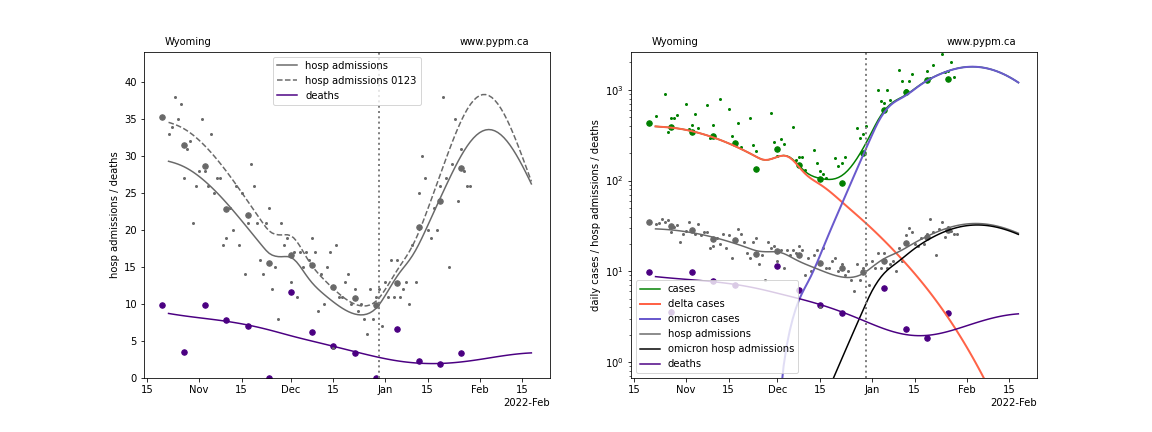 Wyoming
www.pypm.ca
hosp admissions
hosp admissions 0123
deaths
hosp admissions / deaths
40
35
30
25
20
15
10
5
0
15
Nov
15
Dec
15
Jan
15
Feb
15
2022-Feb
Wyoming
www.pypm.ca
daily cases / hosp admissions / deaths
10³
10²
10¹
10⁰
cases
delta cases
omicron cases
hosp admissions
omicron hosp admissions
deaths
15
Nov
15
Dec
15
Jan
15
Feb
15
2022-Feb